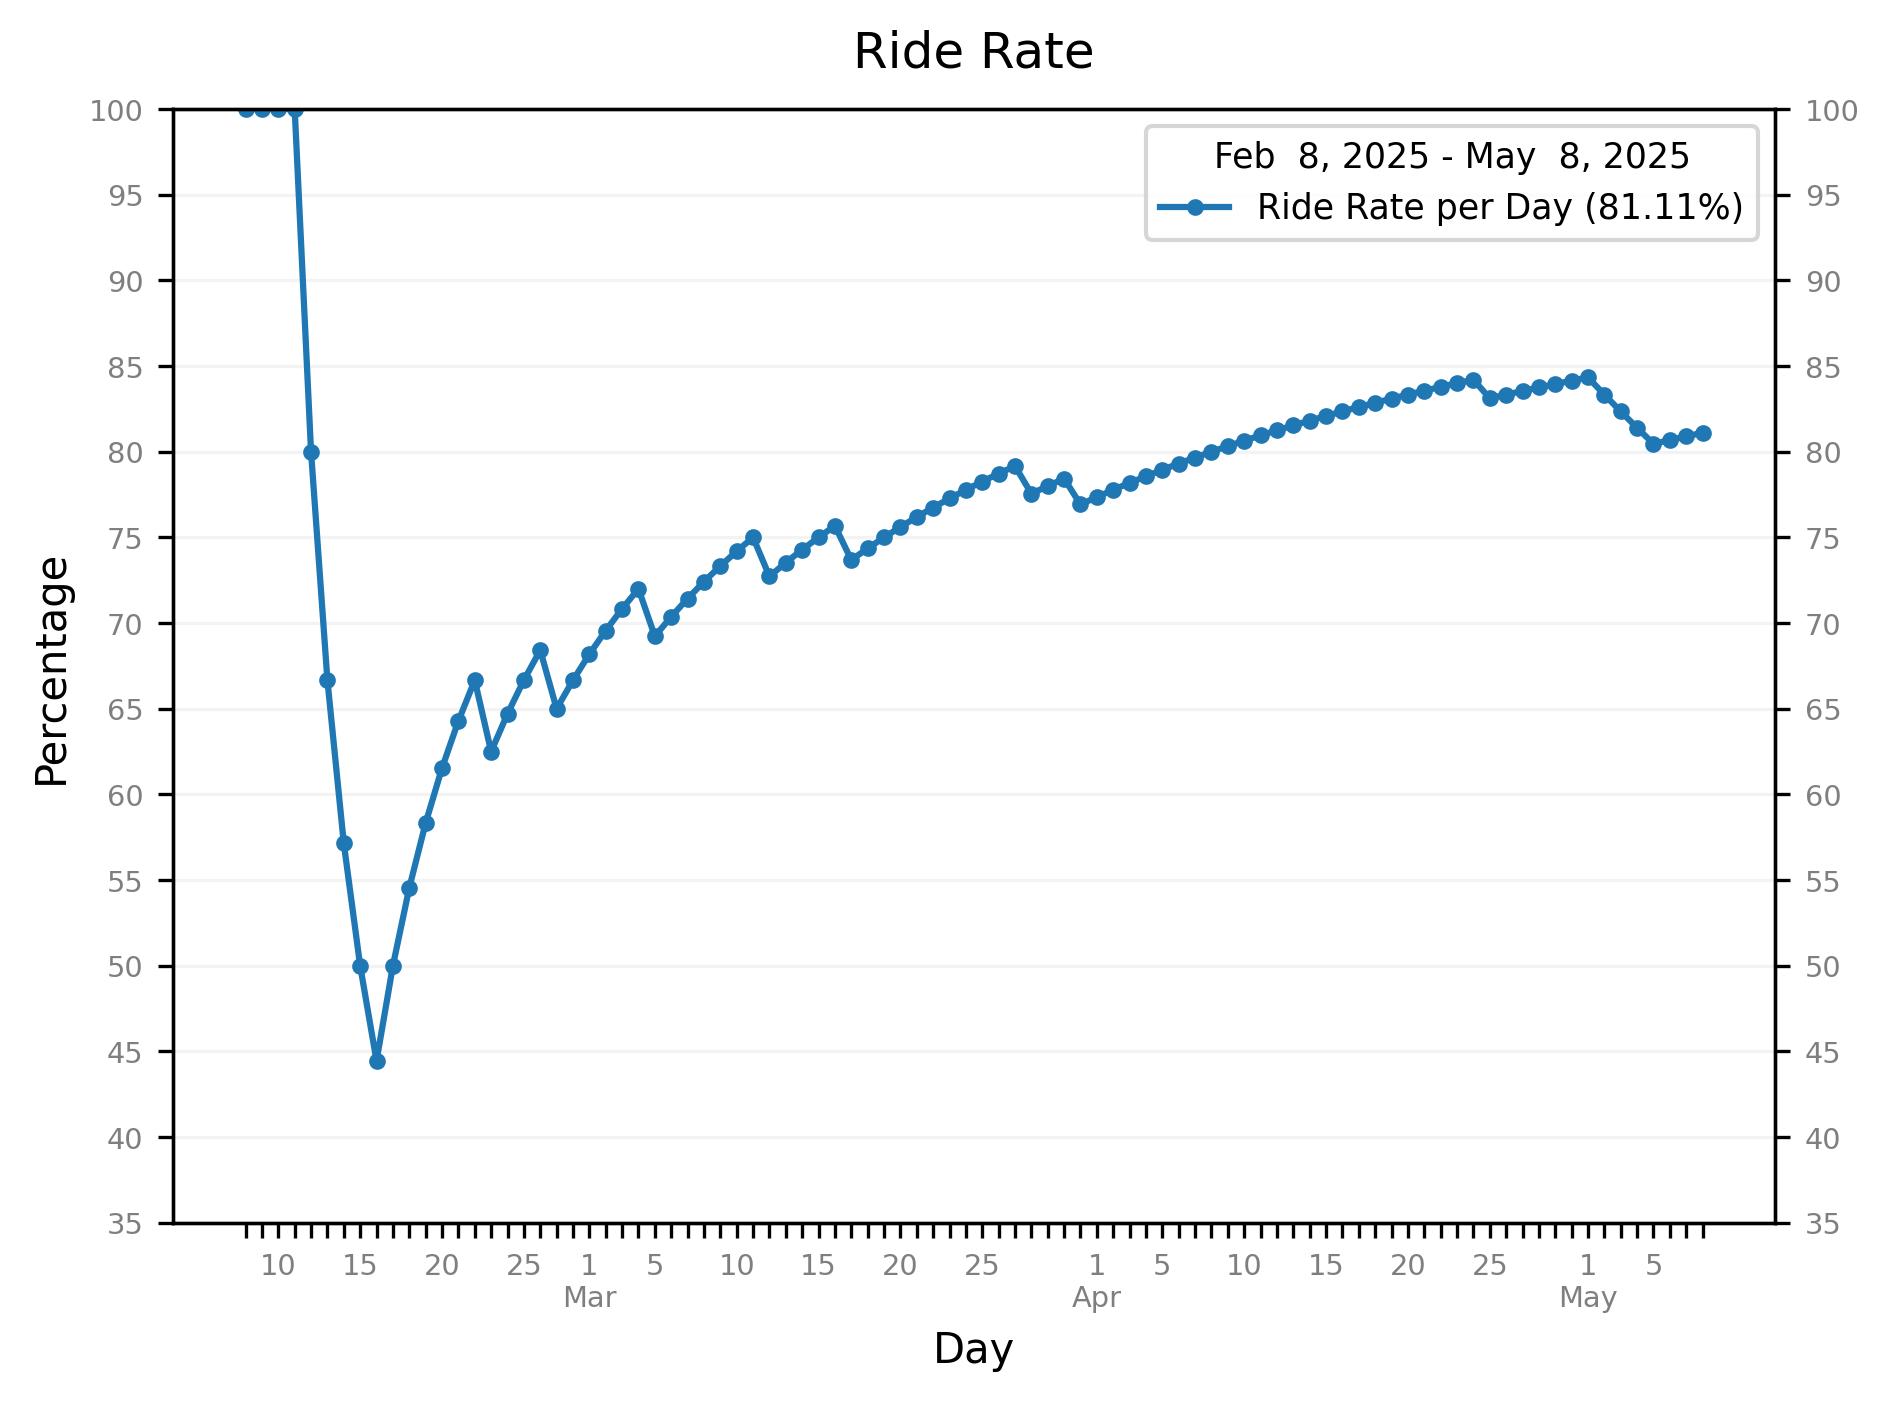 Ride Rate
Feb  8, 2025 - May  8, 2025
Ride Rate per Day (81.11%)
Percentage
100 100
95 95
90 90
85 85
80 80
75 75
70 70
65 65
60 60
55 55
50 50
45 45
40 40
35 35
10 15 20 25 1 5 10 15 20 25 1 5 10 15 20 25 1 5
Mar Apr May
Day